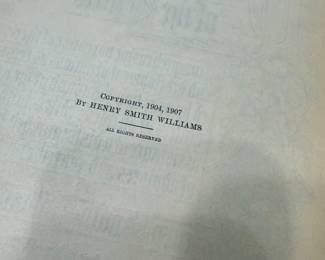 Copyright, 1904, 1907
By HENRY SMITH WILLIAMS
ALL RIGHTS RESERVED